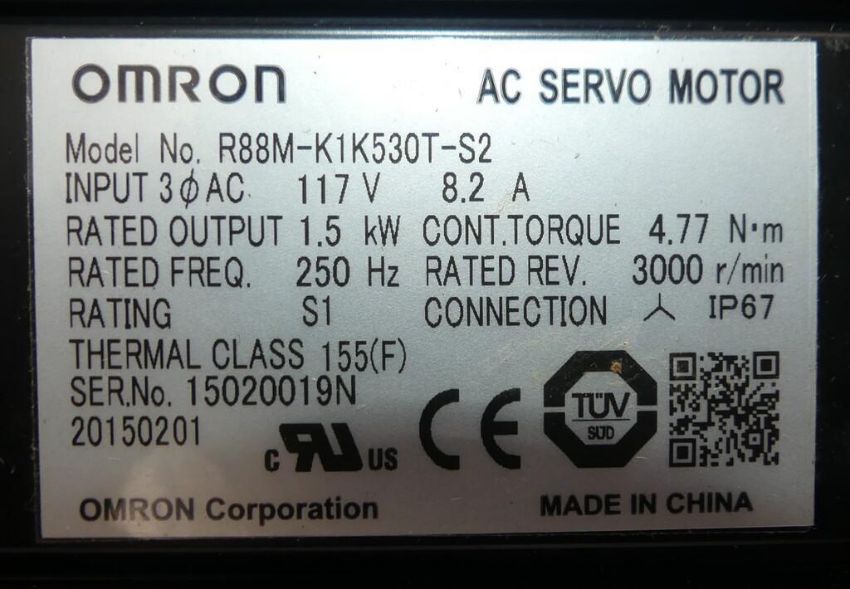 OMRON AC SERVO MOTOR
Model No. R88M-K1K530T-S2
INPUT 3ϕAC 117 V 8.2 A
RATED OUTPUT 1.5 kW CONT.TORQUE 4.77 N·m
RATED FREQ. 250 Hz RATED REV. 3000 r/min
RATING S1 CONNECTION 人 IP67
THERMAL CLASS 155(F)
SER.No. 15020019N
20150201
C RU US CE TÜV SÜD
OMRON Corporation MADE IN CHINA